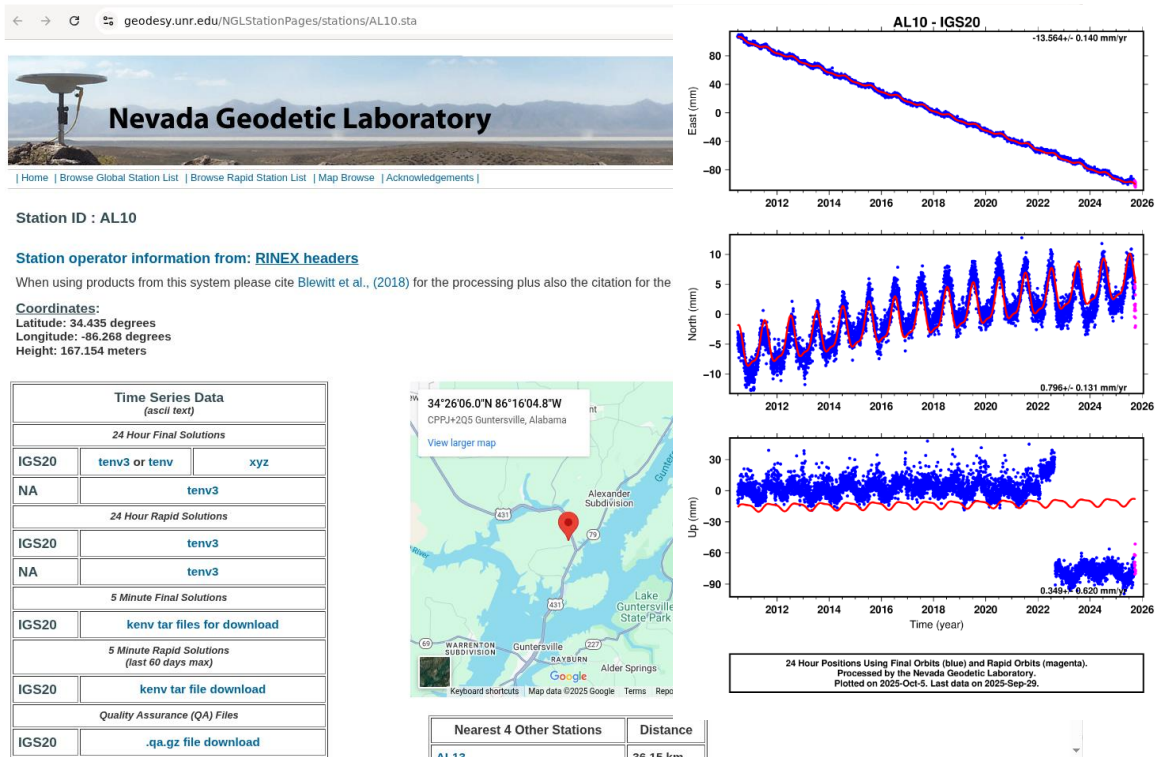 geodesy.unr.edu/NGLStationPages/stations/AL10.sta
Nevada Geodetic Laboratory
| Home | Browse Global Station List | Browse Rapid Station List | Map Browse | Acknowledgements |
Station ID : AL10
Station operator information from: RINEX headers
When using products from this system please cite Blewitt et al., (2018) for the processing plus also the citation for the
Coordinates:
Latitude: 34.435 degrees
Longitude: -86.268 degrees
Height: 167.154 meters
Time Series Data
(ascii text)
24 Hour Final Solutions
IGS20 tenv3 or tenv xyz
NA tenv3
24 Hour Rapid Solutions
IGS20 tenv3
NA tenv3
5 Minute Final Solutions
IGS20 kenv tar files for download
5 Minute Rapid Solutions
(last 60 days max)
IGS20 kenv tar file download
Quality Assurance (QA) Files
IGS20 .qa.gz file download
34°26'06.0"N 86°16'04.8"W
CPPJ+2Q5 Guntersville, Alabama
View larger map
Alexander
Subdivision
431
79
431
Lake
Guntersville
State Park
69
WARRENTON
SUBDIVISION
Guntersville
227
RAYBURN
Alder Springs
Google
Keyboard shortcuts Map data ©2025 Google Terms
Nearest 4 Other Stations Distance
AL10 - IGS20
-13.564+/- 0.140 mm/yr
East (mm)
80
40
0
−40
−80
2012 2014 2016 2018 2020 2022 2024 2026
North (mm)
10
5
0
−5
−10
0.796+/- 0.131 mm/yr
2012 2014 2016 2018 2020 2022 2024 2026
Up (mm)
30
0
−30
−60
−90
0.349+/- 0.620 mm/yr
2012 2014 2016 2018 2020 2022 2024 2026
Time (year)
24 Hour Positions Using Final Orbits (blue) and Rapid Orbits (magenta).
Processed by the Nevada Geodetic Laboratory.
Plotted on 2025-Oct-5. Last data on 2025-Sep-29.